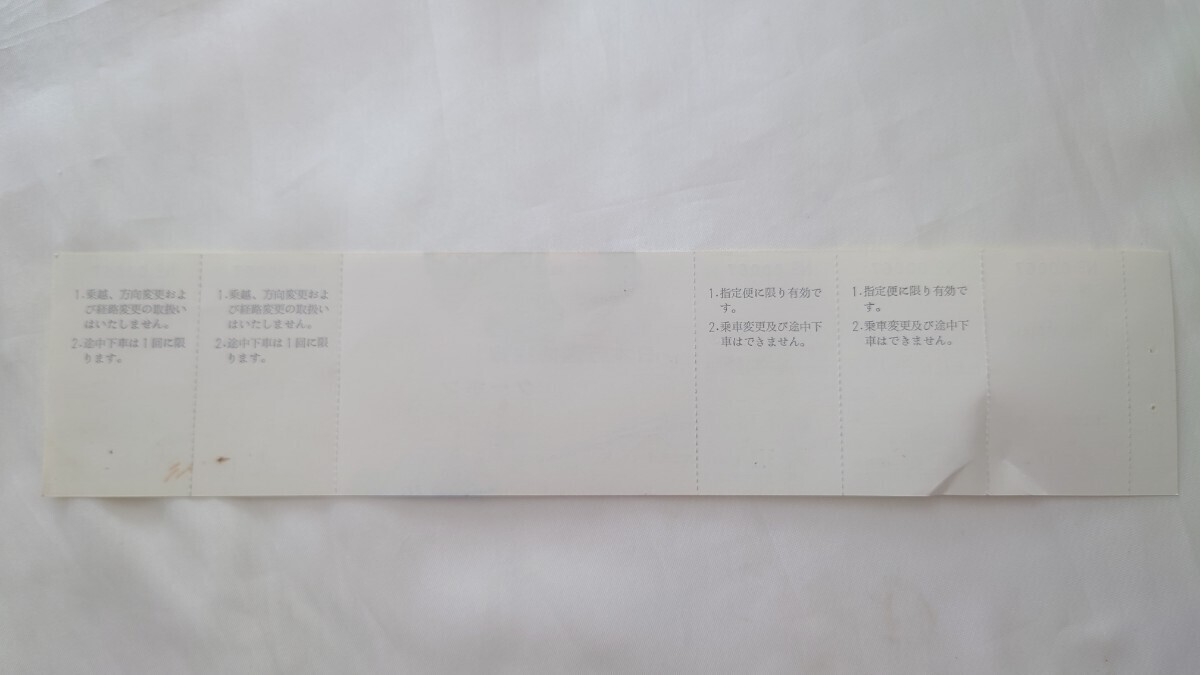 1.乗越、方向変更およ
び経路変更の取扱い
はいたしません。
2.途中下車は1回に限
ります。
1.乗越、方向変更およ
び経路変更の取扱い
はいたしません。
2.途中下車は1回に限
ります。
1.指定便に限り有効で
す。
2.乗車変更及び途中下
車はできません。
1.指定便に限り有効で
す。
2.乗車変更及び途中下
車はできません。